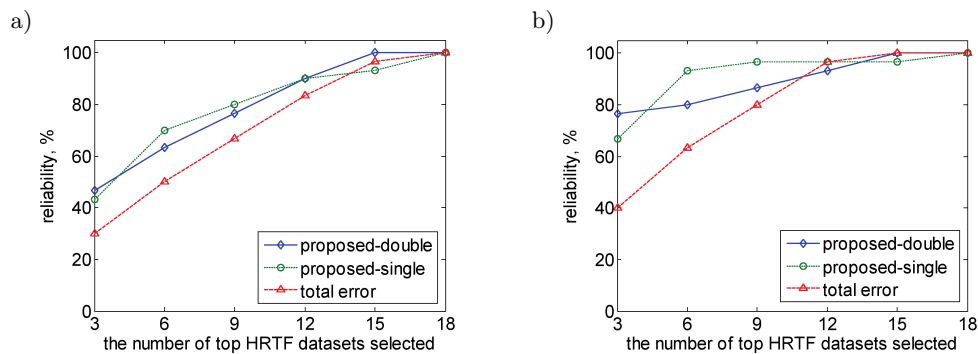 a)
100
80
60
40
20
0
reliability, %
3 6 9 12 15 18
the number of top HRTF datasets selected
proposed-double
proposed-single
total error
b)
100
80
60
40
20
0
reliability, %
3 6 9 12 15 18
the number of top HRTF datasets selected
proposed-double
proposed-single
total error